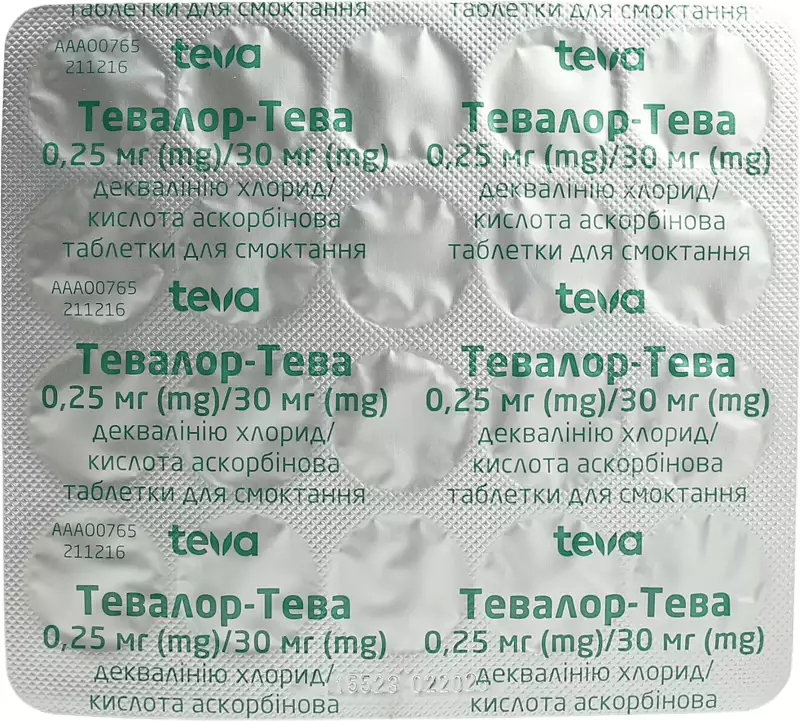 таблетки для смоктання таблетки для смоктання
AAA00765 teva teva
211216
Тевалор-Тева Тевалор-Тева
0,25 мг (mg)/30 мг (mg) 0,25 мг (mg)/30 мг (mg)
деквалінію хлорид/ деквалінію хлорид/
кислота аскорбінова кислота аскорбінова
таблетки для смоктання таблетки для смоктання
AAA00765 teva teva
211216
Тевалор-Тева Тевалор-Тева
0,25 мг (mg)/30 мг (mg) 0,25 мг (mg)/30 мг (mg)
деквалінію хлорид/ деквалінію хлорид/
кислота аскорбінова кислота аскорбінова
таблетки для смоктання таблетки для смоктання
AAA00765 teva teva
211216
Тевалор-Тева Тевалор-Тева
0,25 мг (mg)/30 мг (mg) 0,25 мг (mg)/30 мг (mg)
деквалінію хлорид/ деквалінію хлорид/
кислота аскорбінова кислота аскорбінова